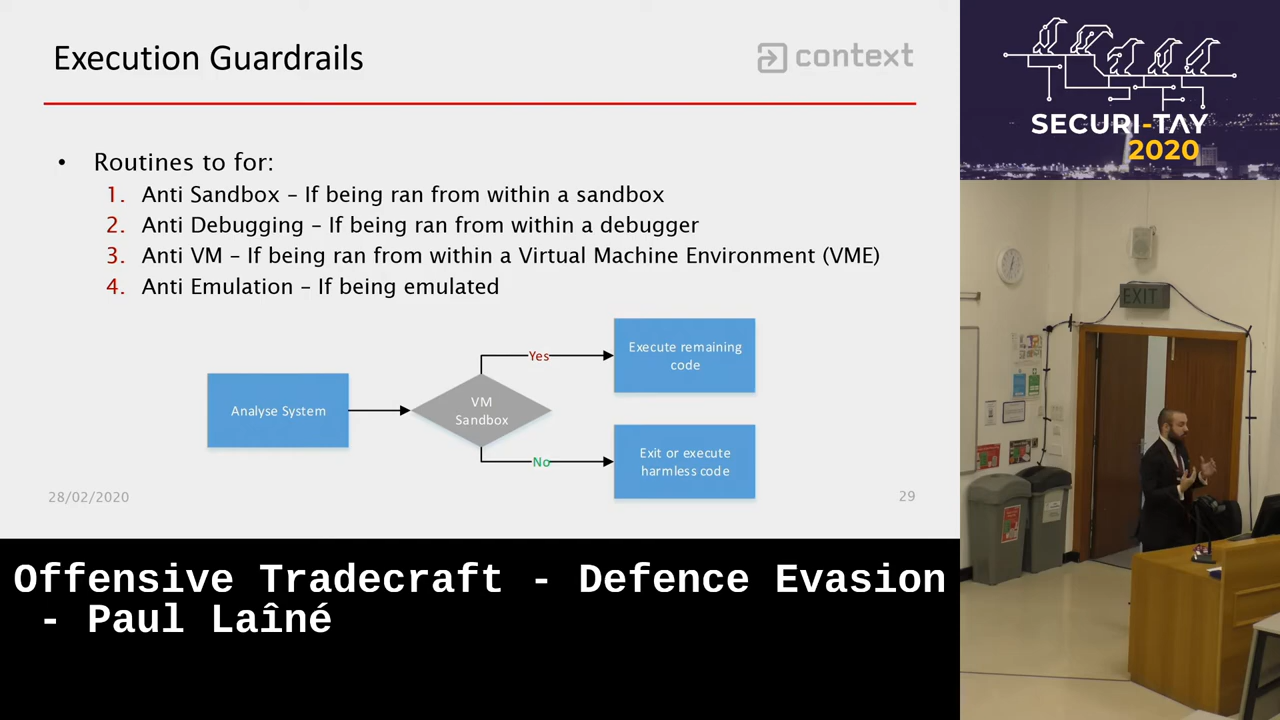 Execution Guardrails
context
• Routines to for:
1. Anti Sandbox – If being ran from within a sandbox
2. Anti Debugging – If being ran from within a debugger
3. Anti VM – If being ran from within a Virtual Machine Environment (VME)
4. Anti Emulation – If being emulated
Analyse System
VM
Sandbox
Yes
Execute remaining
code
No
Exit or execute
harmless code
28/02/2020
29
SECURI-TAY
2020
EXIT
Offensive Tradecraft - Defence Evasion
- Paul Laîné